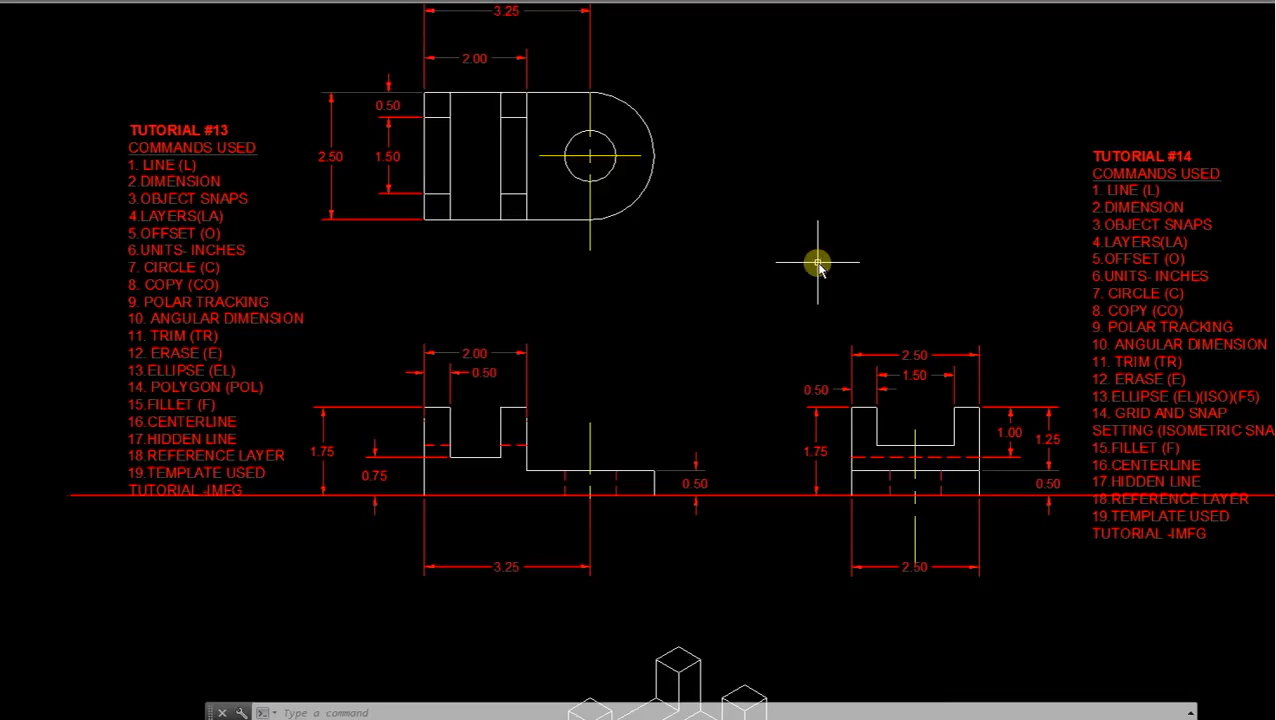 3.25
2.00
0.50
2.50
1.50
TUTORIAL #13
COMMANDS USED
1. LINE (L)
2.DIMENSION
3.OBJECT SNAPS
4.LAYERS(LA)
5.OFFSET (O)
6.UNITS- INCHES
7. CIRCLE (C)
8. COPY (CO)
9. POLAR TRACKING
10. ANGULAR DIMENSION
11. TRIM (TR)
12. ERASE (E)
13.ELLIPSE (EL)
14. POLYGON (POL)
15.FILLET (F)
16.CENTERLINE
17.HIDDEN LINE
18.REFERENCE LAYER
19.TEMPLATE USED
TUTORIAL -IMFG
2.00
0.50
1.75
0.75
0.50
3.25
2.50
1.50
0.50
1.75
1.00
1.25
0.50
2.50
TUTORIAL #14
COMMANDS USED
1. LINE (L)
2.DIMENSION
3.OBJECT SNAPS
4.LAYERS(LA)
5.OFFSET (O)
6.UNITS- INCHES
7. CIRCLE (C)
8. COPY (CO)
9. POLAR TRACKING
10. ANGULAR DIMENSION
11. TRIM (TR)
12. ERASE (E)
13 ELLIPSE (EL)(ISO)(F5)
14. GRID AND SNAP
SETTING (ISOMETRIC SNA
15.FILLET (F)
16.CENTERLINE
17.HIDDEN LINE
18.REFERENCE LAYER
19.TEMPLATE USED
TUTORIAL -IMFG
Type a command